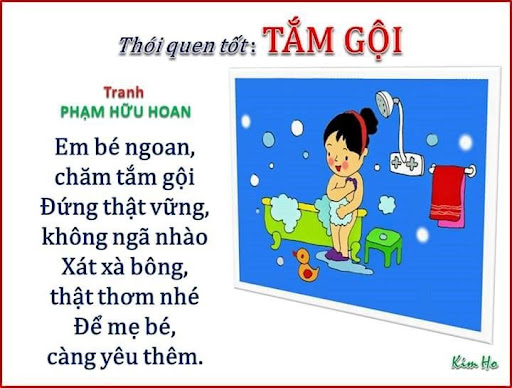 Thói quen tốt: TẮM GỘI
Tranh
PHẠM HỮU HOAN
Em bé ngoan,
chăm tắm gội
Đứng thật vững,
không ngã nhào
Xát xà bông,
thật thơm nhé
Để mẹ bé,
càng yêu thêm.
Kim Ho